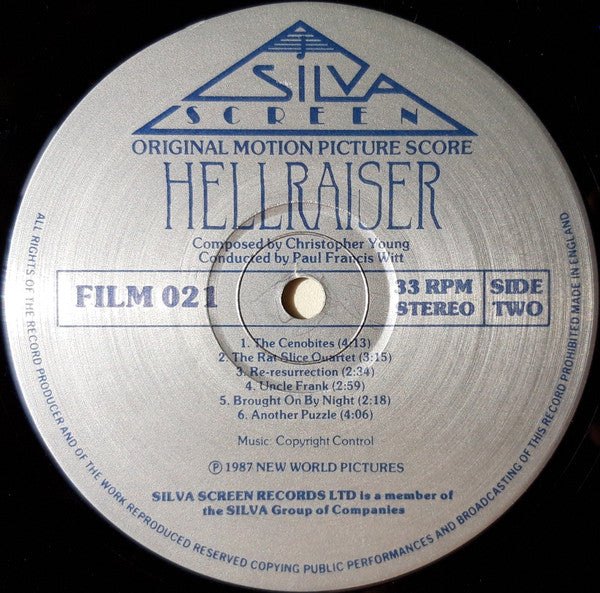 SILVA
SCREEN
ORIGINAL MOTION PICTURE SCORE
HELLRAISER
Composed by Christopher Young
Conducted by Paul Francis Witt
FILM 021
33 RPM
STEREO
SIDE
TWO
1. The Cenobites (4:13)
2. The Rat Slice Quartet (3:15)
3. Re-resurrection (2:34)
4. Uncle Frank (2:59)
5. Brought On By Night (2:18)
6. Another Puzzle (4:06)
Music: Copyright Control
℗ 1987 NEW WORLD PICTURES
SILVA SCREEN RECORDS LTD is a member of
the SILVA Group of Companies
ALL RIGHTS OF THE RECORD PRODUCER AND OF THE WORK REPRODUCED RESERVED COPYING PUBLIC PERFORMANCES AND BROADCASTING OF THIS RECORD PROHIBITED MADE IN ENGLAND